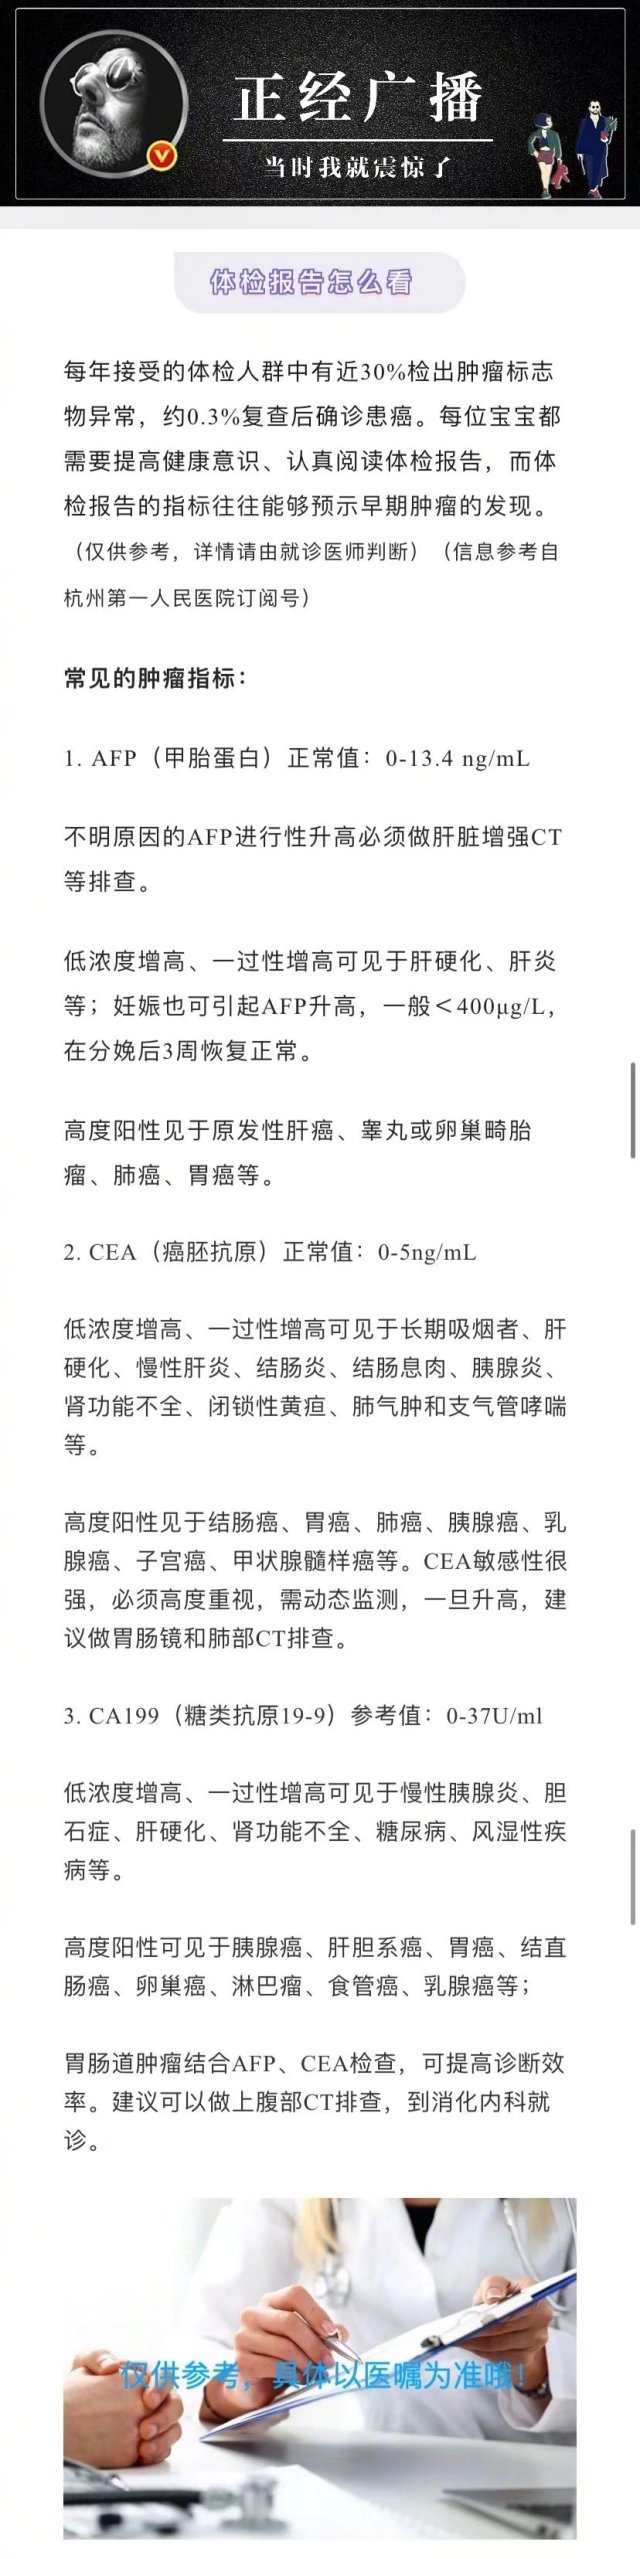 正经广播
当时我就震惊了
体检报告怎么看
每年接受的体检人群中有近30%检出肿瘤标志
物异常，约0.3%复查后确诊患癌。每位宝宝都
需要提高健康意识、认真阅读体检报告，而体
检报告的指标往往能够预示早期肿瘤的发现。
（仅供参考，详情请由就诊医师判断）（信息参考自
杭州第一人民医院订阅号）
常见的肿瘤指标：
1. AFP（甲胎蛋白）正常值：0-13.4 ng/mL
不明原因的AFP进行性升高必须做肝脏增强CT
等排查。
低浓度增高、一过性增高可见于肝硬化、肝炎
等；妊娠也可引起AFP升高，一般＜400μg/L，
在分娩后3周恢复正常。
高度阳性见于原发性肝癌、睾丸或卵巢畸胎
瘤、肺癌、胃癌等。
2. CEA（癌胚抗原）正常值：0-5ng/mL
低浓度增高、一过性增高可见于长期吸烟者、肝
硬化、慢性肝炎、结肠炎、结肠息肉、胰腺炎、
肾功能不全、闭锁性黄疸、肺气肿和支气管哮喘
等。
高度阳性见于结肠癌、胃癌、肺癌、胰腺癌、乳
腺癌、子宫癌、甲状腺髓样癌等。CEA敏感性很
强，必须高度重视，需动态监测，一旦升高，建
议做胃肠镜和肺部CT排查。
3. CA199（糖类抗原19-9）参考值：0-37U/ml
低浓度增高、一过性增高可见于慢性胰腺炎、胆
石症、肝硬化、肾功能不全、糖尿病、风湿性疾
病等。
高度阳性可见于胰腺癌、肝胆系癌、胃癌、结直
肠癌、卵巢癌、淋巴瘤、食管癌、乳腺癌等；
胃肠道肿瘤结合AFP、CEA检查，可提高诊断效
率。建议可以做上腹部CT排查，到消化内科就
诊。
仅供参考，具体以医嘱为准哦！